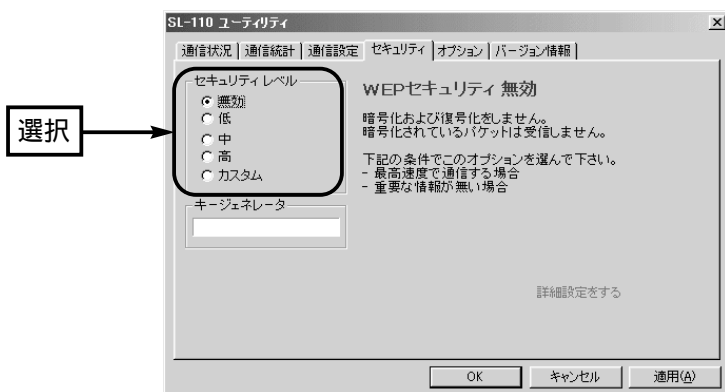 SL-110 ユーティリティ
通信状況 通信統計 通信設定 セキュリティ オプション バージョン情報
選択
セキュリティ レベル
無効
低
中
高
カスタム
キージェネレータ
WEPセキュリティ 無効
暗号化および復号化をしません。
暗号化されているパケットは受信しません。
下記の条件でこのオプションを選んで下さい。
- 最高速度で通信する場合
- 重要な情報が無い場合
詳細設定をする
OK キャンセル 適用(A)